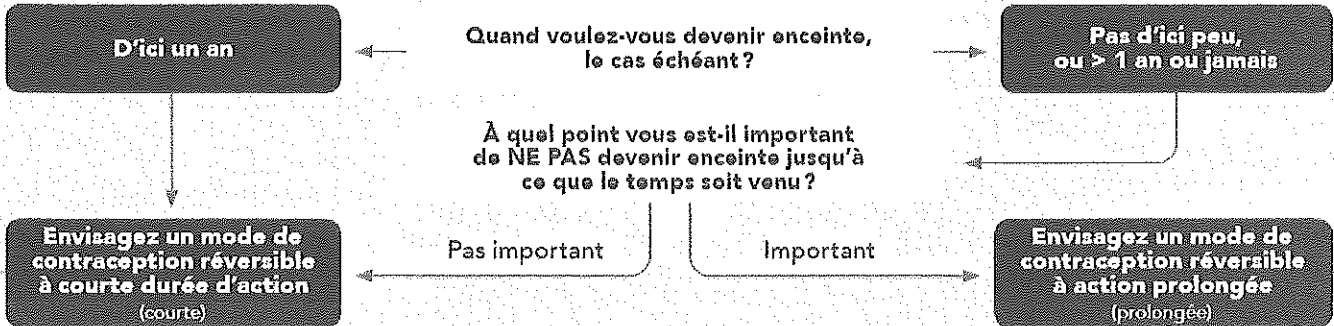 Quand voulez-vous devenir enceinte,
le cas échéant ?
D'ici un an
Pas d'ici peu,
ou > 1 an ou jamais
À quel point vous est-il important
de NE PAS devenir enceinte jusqu'à
ce que le temps soit venu ?
Pas important
Important
Envisagez un mode de
contraception réversible
à courte durée d'action
(courte)
Envisagez un mode de
contraception réversible
à action prolongée
(prolongée)